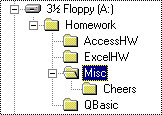 3½ Floppy (A:)
Homework
AccessHW
ExcelHW
Misc
Cheers
QBasic